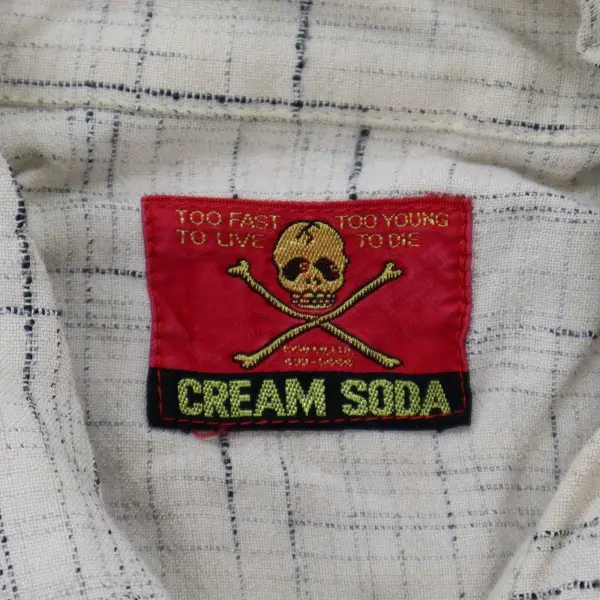 TOO FAST TOO YOUNG
TO LIVE TO DIE
CREAM SODA